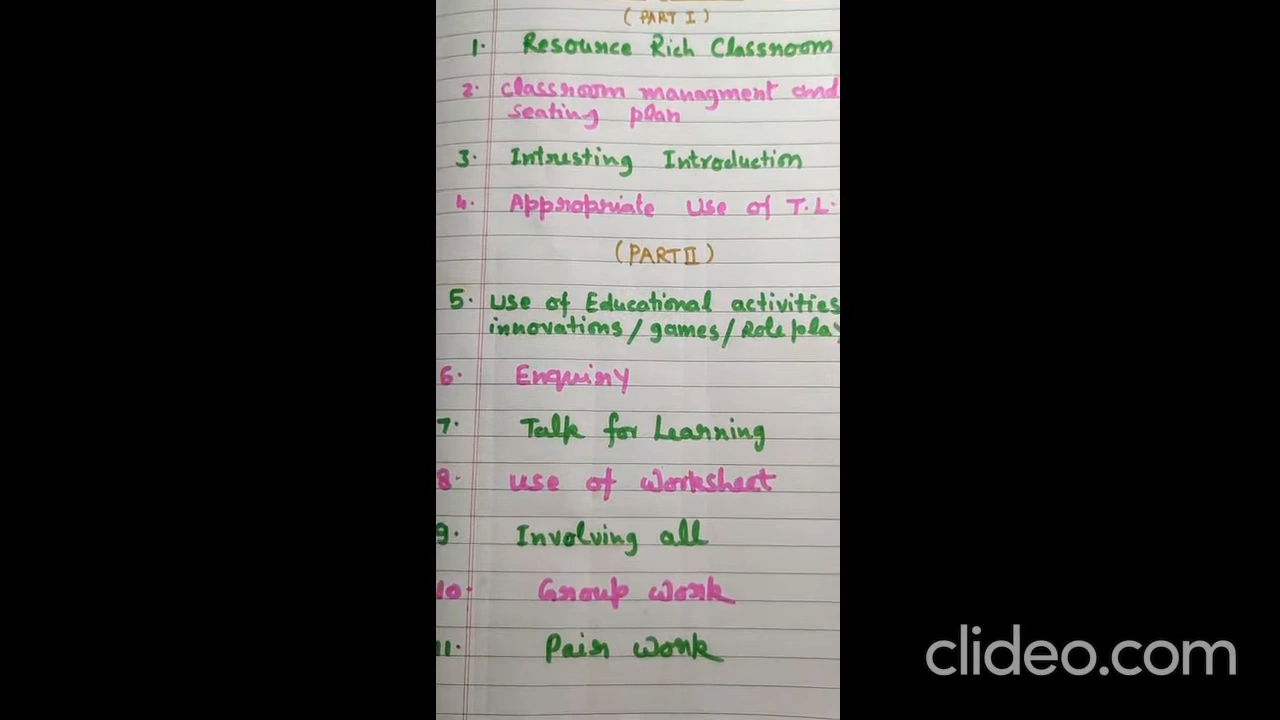 (PART I)
1. Resource Rich Classroom
2. Classroom managment and
seating plan
3. Intresting Introduction
4. Appropriate Use of T.L.
(PART II)
5. Use of Educational activities
innovations/games/Role play
6. Enquiry
7. Talk for Learning
8. Use of Worksheet
9. Involving all
10. Group Work
11. Pair Work
clideo.com